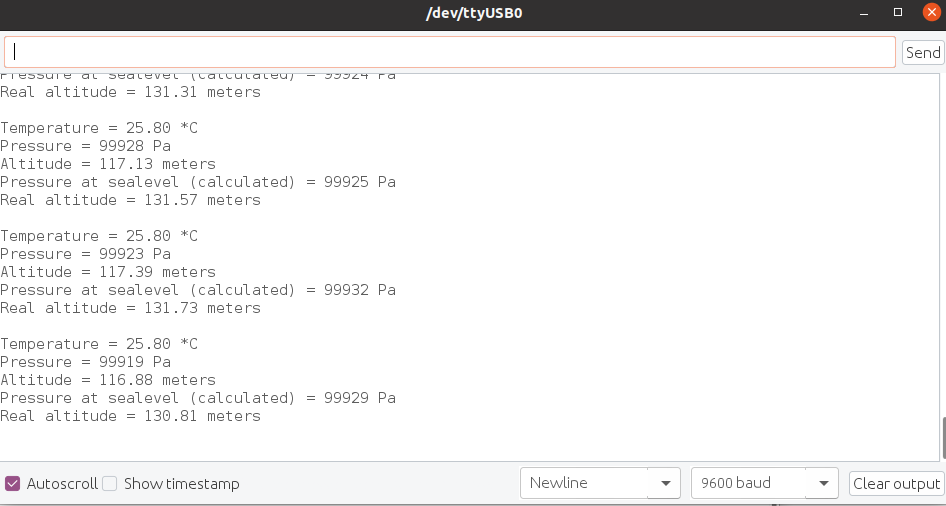 /dev/ttyUSB0
Send
Pressure at sealevel (calculated) = 99924 Pa
Real altitude = 131.31 meters
Temperature = 25.80 *C
Pressure = 99928 Pa
Altitude = 117.13 meters
Pressure at sealevel (calculated) = 99925 Pa
Real altitude = 131.57 meters
Temperature = 25.80 *C
Pressure = 99923 Pa
Altitude = 117.39 meters
Pressure at sealevel (calculated) = 99932 Pa
Real altitude = 131.73 meters
Temperature = 25.80 *C
Pressure = 99919 Pa
Altitude = 116.88 meters
Pressure at sealevel (calculated) = 99929 Pa
Real altitude = 130.81 meters
Autoscroll Show timestamp Newline 9600 baud Clear output